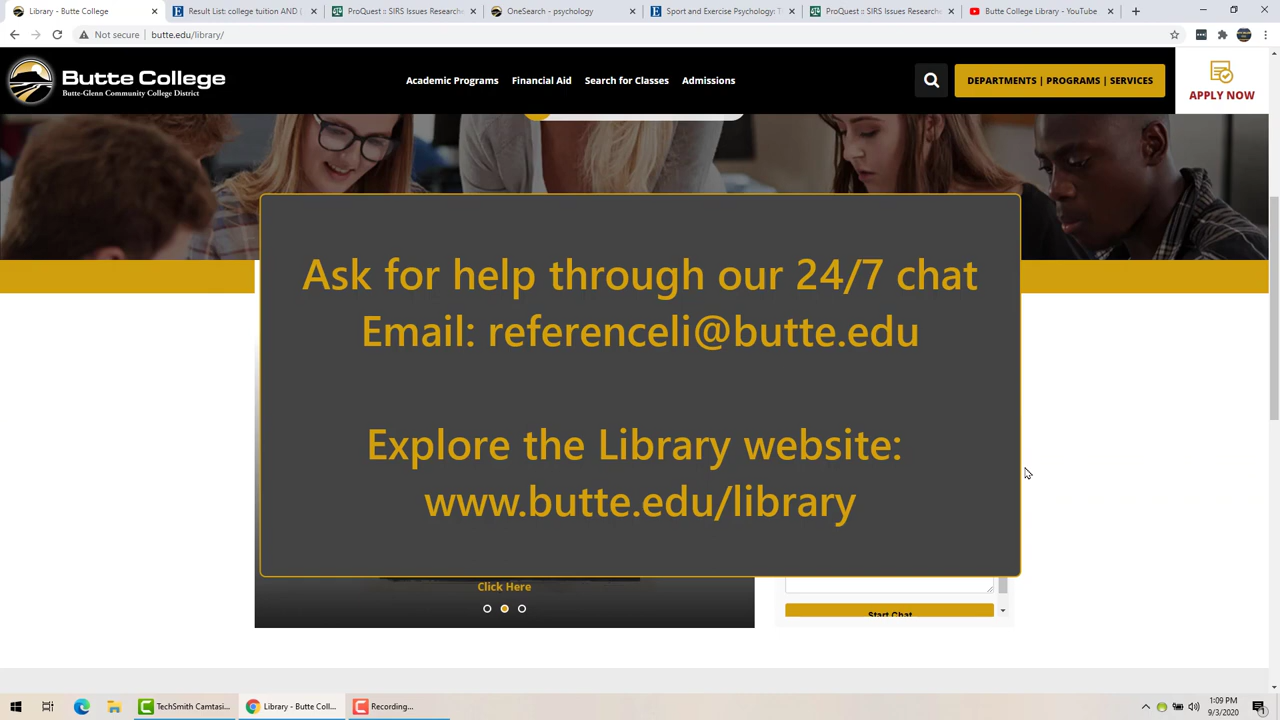 Library - Butte College
Result List: college tuition AND (
ProQuest :: SIRS Issues Researche
OneSearch - psychology
Sport and Exercise Psychology: T
ProQuest :: SIRS Issues Researche
Butte College Library - YouTube
Not secure | butte.edu/library/
Butte College
Butte-Glenn Community College District
Academic Programs
Financial Aid
Search for Classes
Admissions
DEPARTMENTS | PROGRAMS | SERVICES
APPLY NOW
Ask for help through our 24/7 chat
Email: referenceli@butte.edu
Explore the Library website:
www.butte.edu/library
Click Here
Start Chat
TechSmith Camtasi...
Library - Butte Coll...
Recording...
1:09 PM
9/3/2020